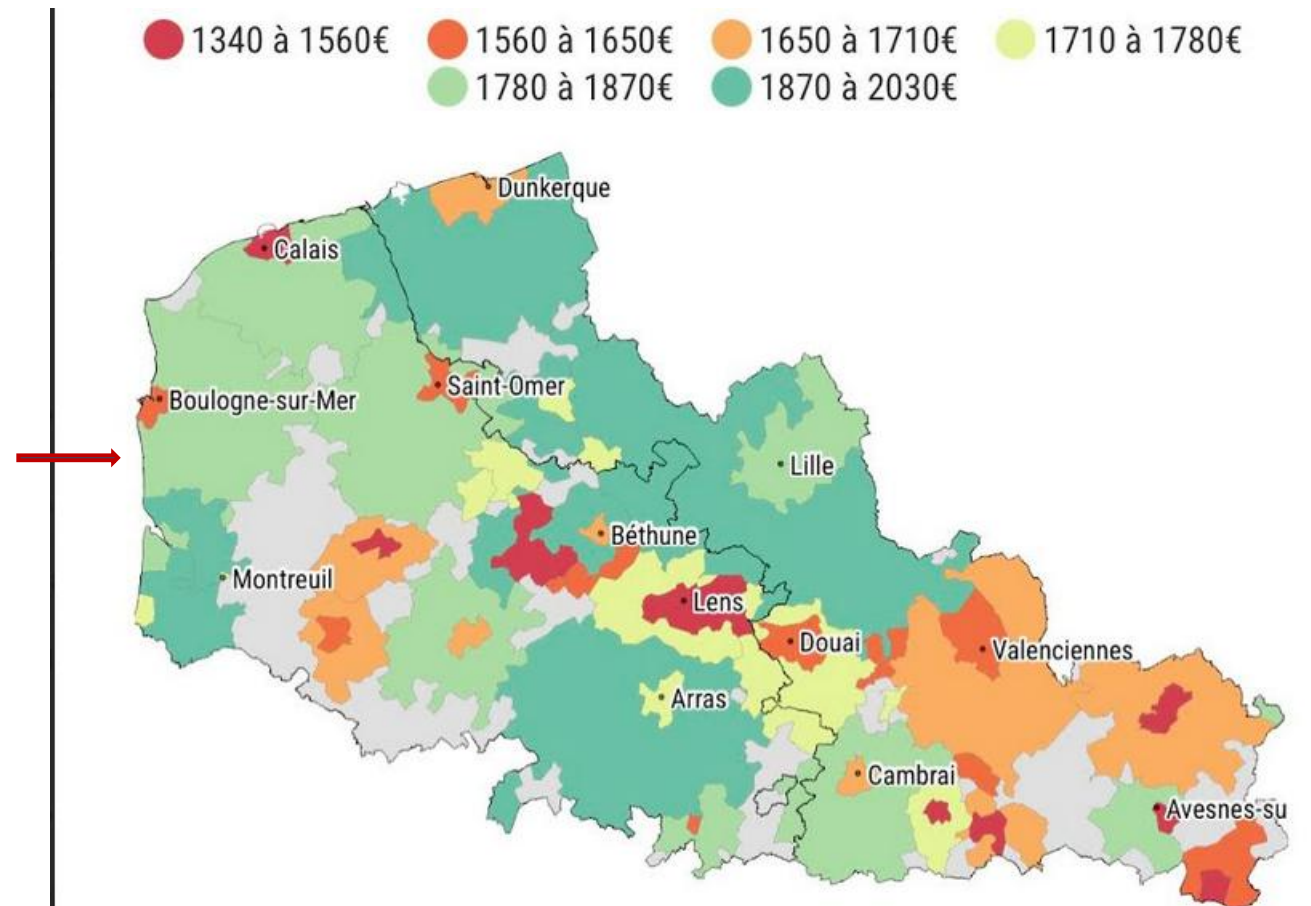 1340 à 1560€ 1560 à 1650€ 1650 à 1710€ 1710 à 1780€
1780 à 1870€ 1870 à 2030€
Dunkerque
Calais
Saint-Omer
Boulogne-sur-Mer
Lille
Béthune
Montreuil
Lens
Douai
Valenciennes
Arras
Cambrai
Avesnes-su